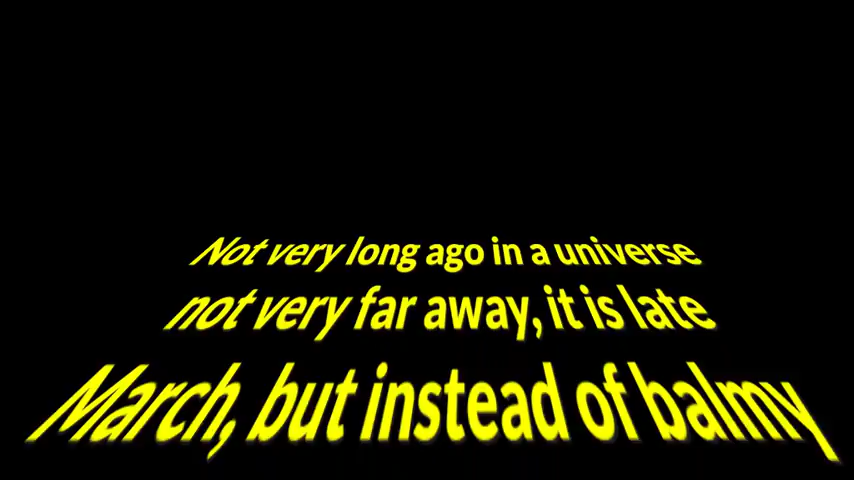 Not very long ago in a universe
not very far away, it is late
March, but instead of balmy